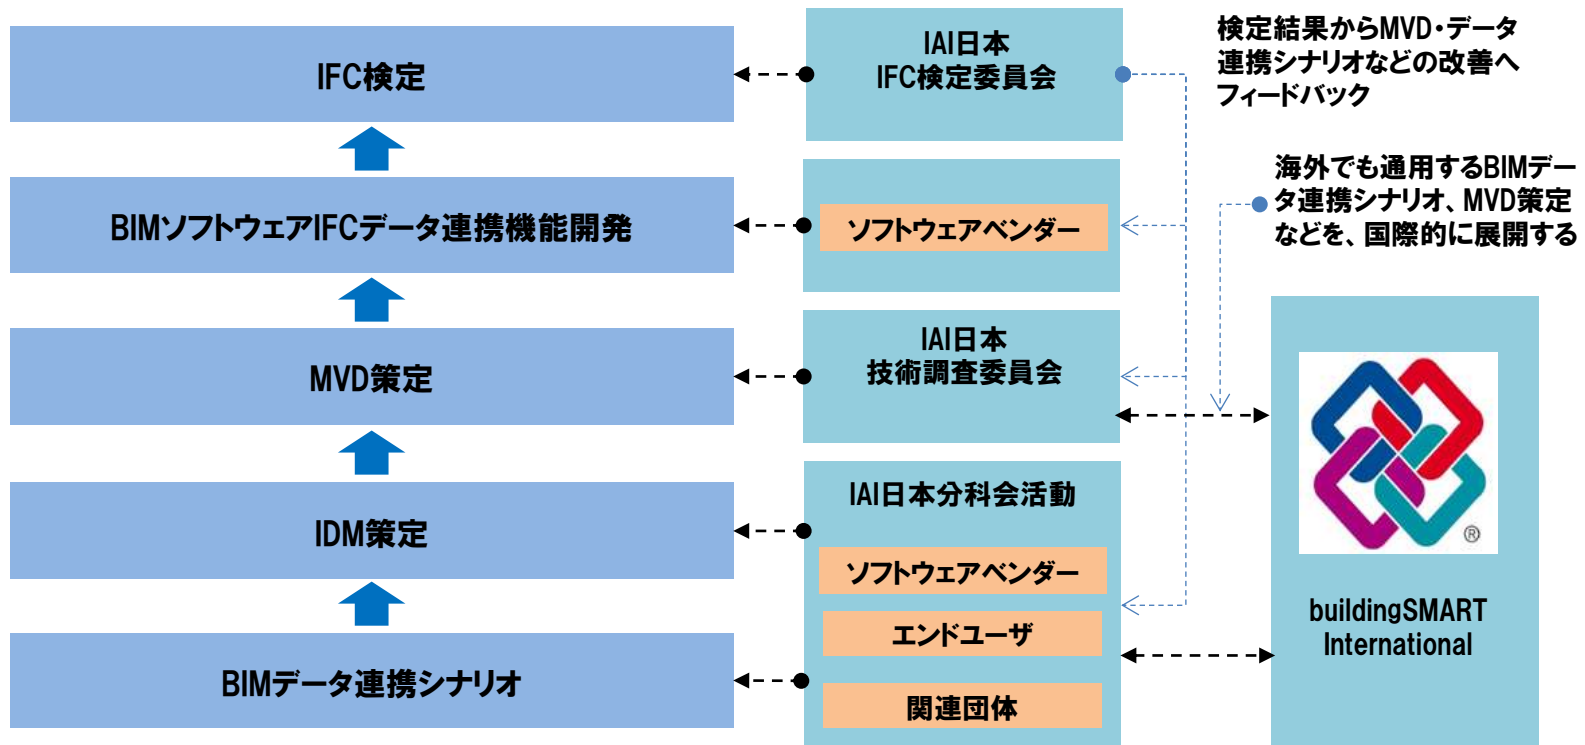 IFC検定
BIMソフトウェアIFCデータ連携機能開発
MVD策定
IDM策定
BIMデータ連携シナリオ
IAI日本
IFC検定委員会
ソフトウェアベンダー
IAI日本
技術調査委員会
IAI日本分科会活動
ソフトウェアベンダー
エンドユーザ
関連団体
検定結果からMVD・データ
連携シナリオなどの改善へ
フィードバック
海外でも通用するBIMデー
タ連携シナリオ、MVD策定
などを、国際的に展開する
®
buildingSMART
International